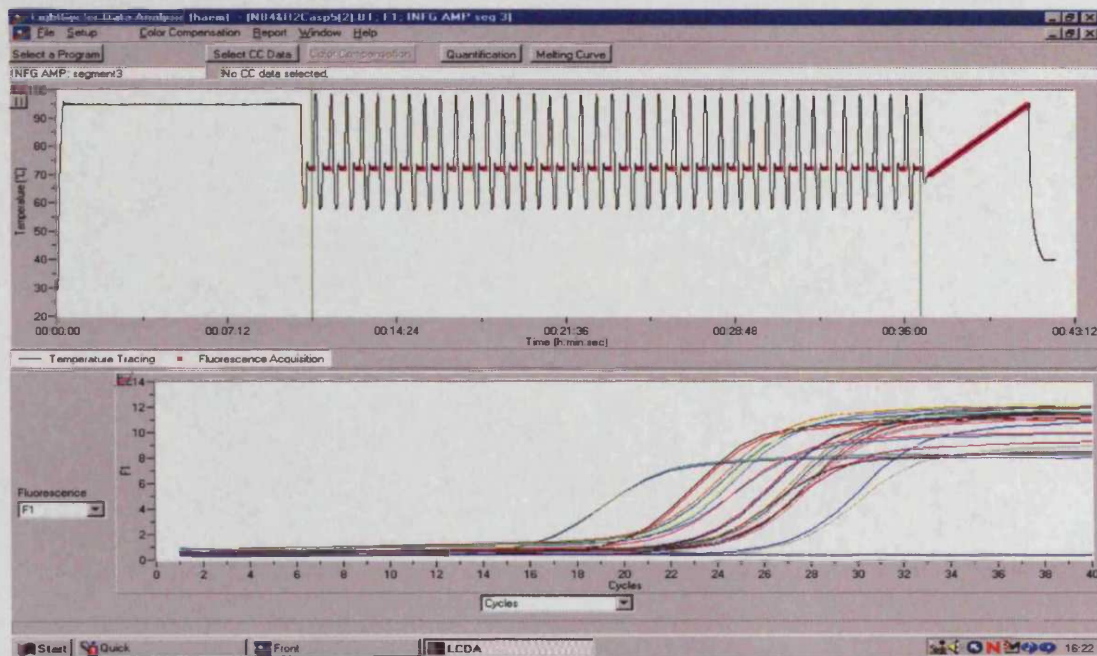 LightCycler Data Analysis (haem) - [NB4&U2Casp5(2).BT; F1; INFG AMP seg 3]
File Setup Color Compensation Report Window Help
Select a Program Select CC Data Color Compensation Quantification Melting Curve
INFG AMP; segment3 No CC data selected,
100
90
80
70
60
50
40
30
20
Temperature [°C]
00:00:00 00:07:12 00:14:24 00:21:36 00:28:48 00:36:00 00:43:12
Time [h:min:sec]
Temperature Tracing Fluorescence Acquisition
14
12
10
8
6
4
2
0
F1
Fluorescence
F1
0 2 4 6 8 10 12 14 16 18 20 22 24 26 28 30 32 34 36 38 40
Cycles
Cycles
Start Quick Front LCDA 16:22